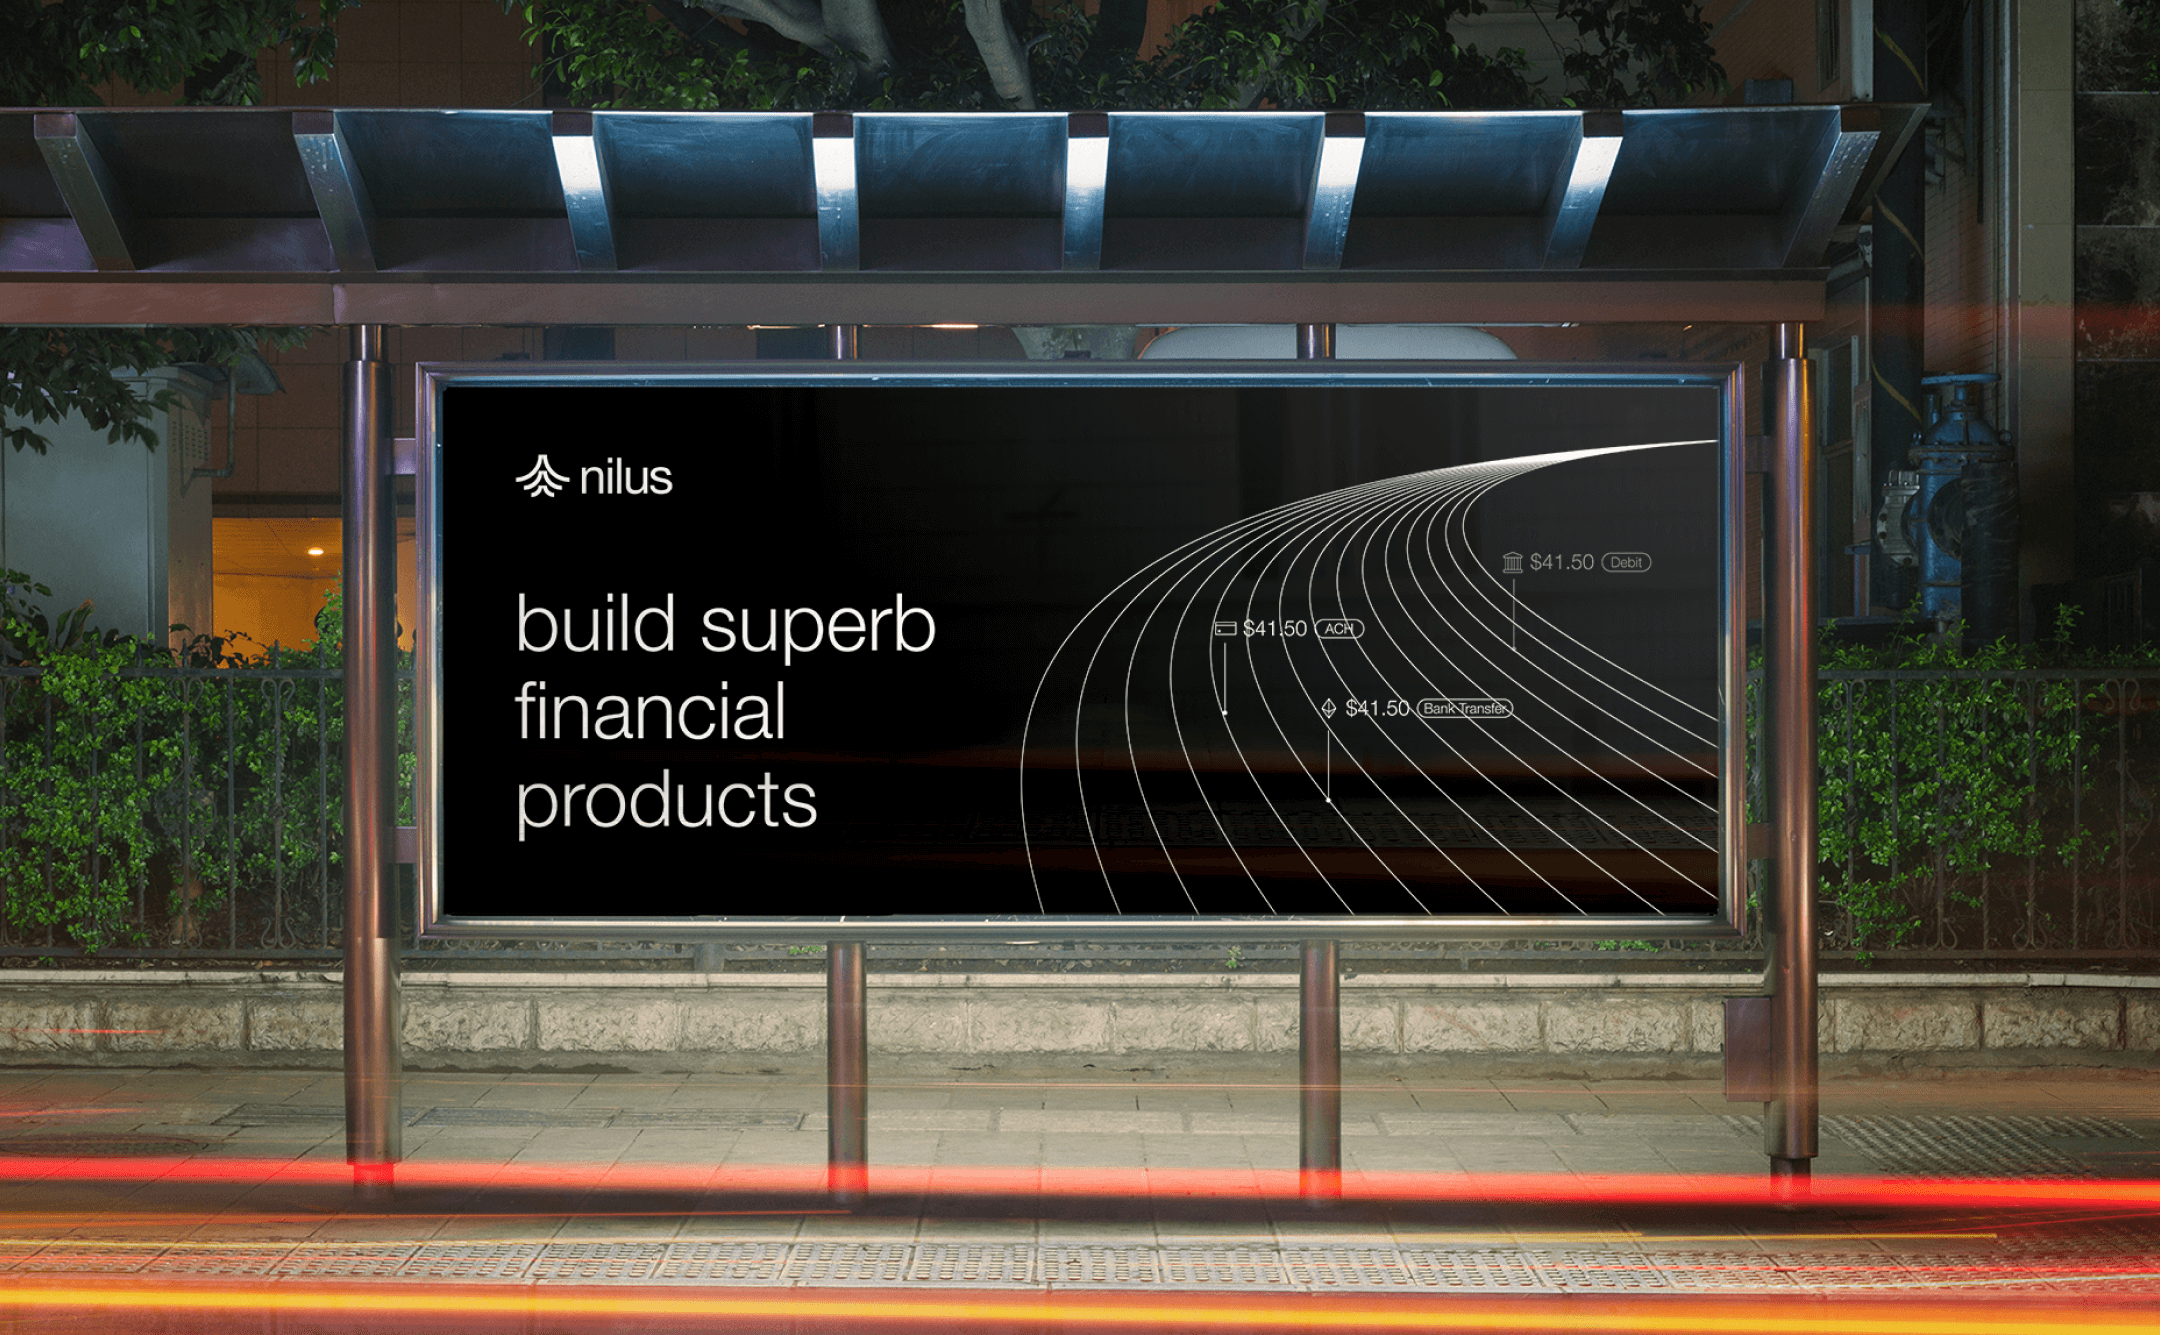 nilus
build superb
financial
products
$41.50 Debit
$41.50 ACH
$41.50 Bank Transfer